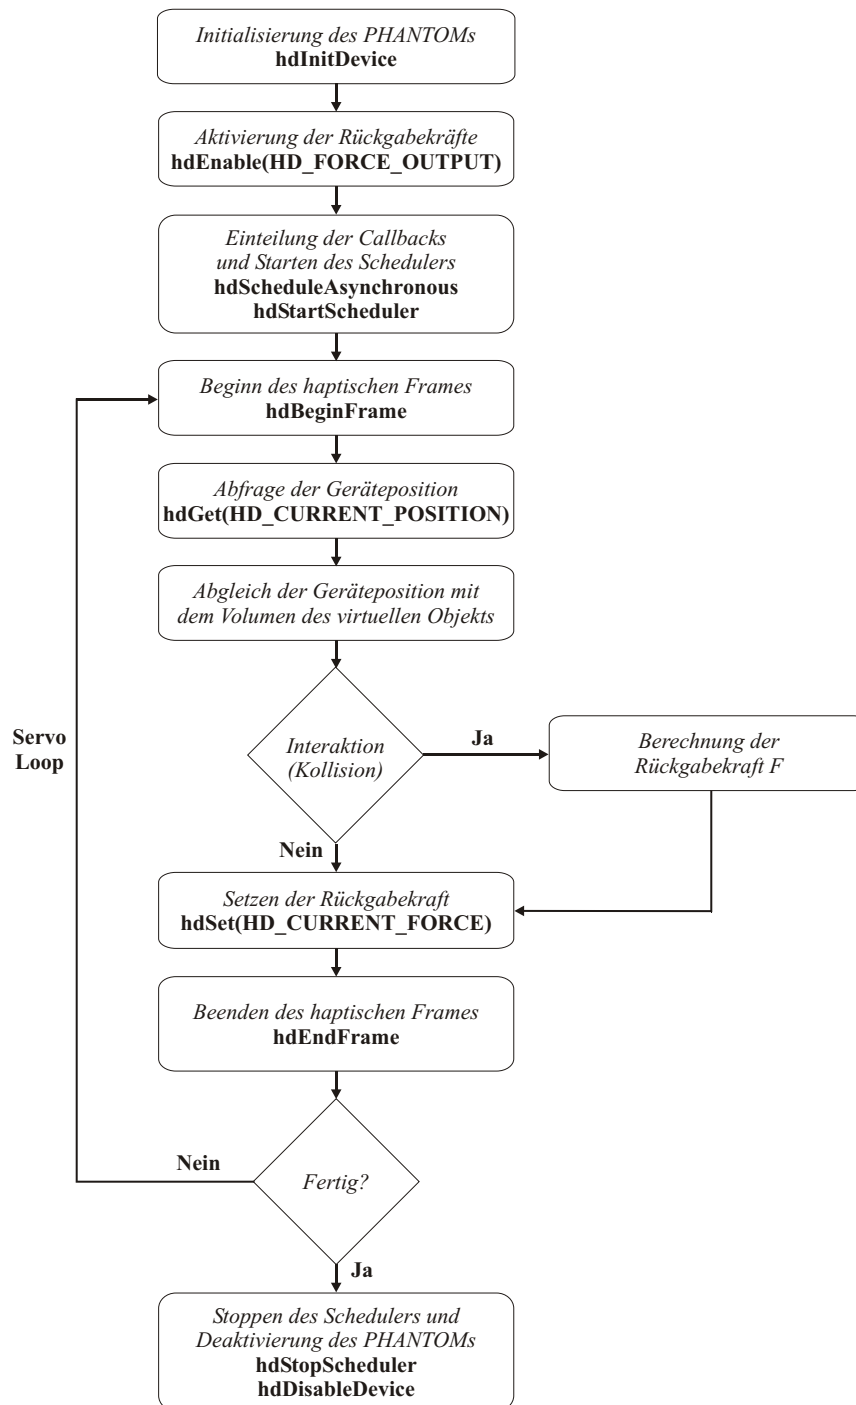 Initialisierung des PHANTOMs
hdInitDevice
Aktivierung der Rückgabekräfte
hdEnable(HD_FORCE_OUTPUT)
Einteilung der Callbacks
und Starten des Schedulers
hdScheduleAsynchronous
hdStartScheduler
Beginn des haptischen Frames
hdBeginFrame
Abfrage der Geräteposition
hdGet(HD_CURRENT_POSITION)
Abgleich der Geräteposition mit
dem Volumen des virtuellen Objekts
Servo
Loop
Interaktion
(Kollision)
Ja
Berechnung der
Rückgabekraft F
Nein
Setzen der Rückgabekraft
hdSet(HD_CURRENT_FORCE)
Beenden des haptischen Frames
hdEndFrame
Nein
Fertig?
Ja
Stoppen des Schedulers und
Deaktivierung des PHANTOMs
hdStopScheduler
hdDisableDevice